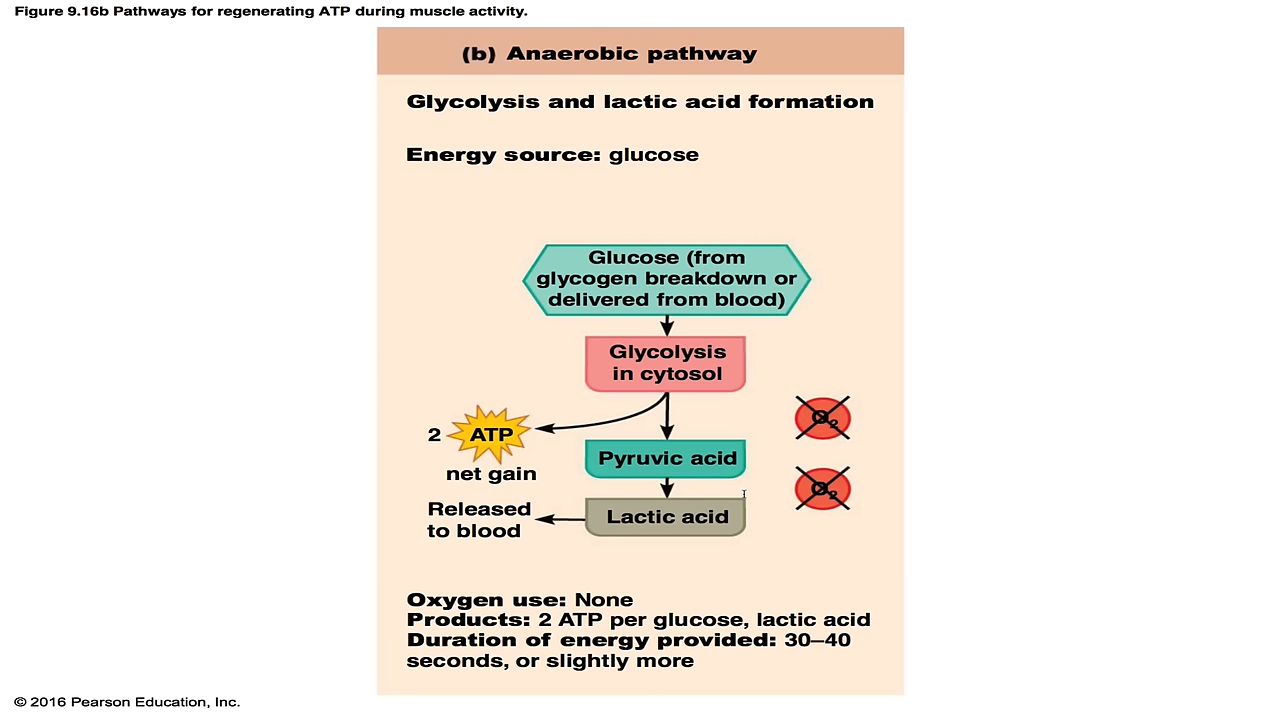 Figure 9.16b Pathways for regenerating ATP during muscle activity.
(b) Anaerobic pathway
Glycolysis and lactic acid formation
Energy source: glucose
Glucose (from
glycogen breakdown or
delivered from blood)
Glycolysis
in cytosol
O2
2 ATP
Pyruvic acid
net gain
O2
Released
to blood
Lactic acid
Oxygen use: None
Products: 2 ATP per glucose, lactic acid
Duration of energy provided: 30–40
seconds, or slightly more
© 2016 Pearson Education, Inc.